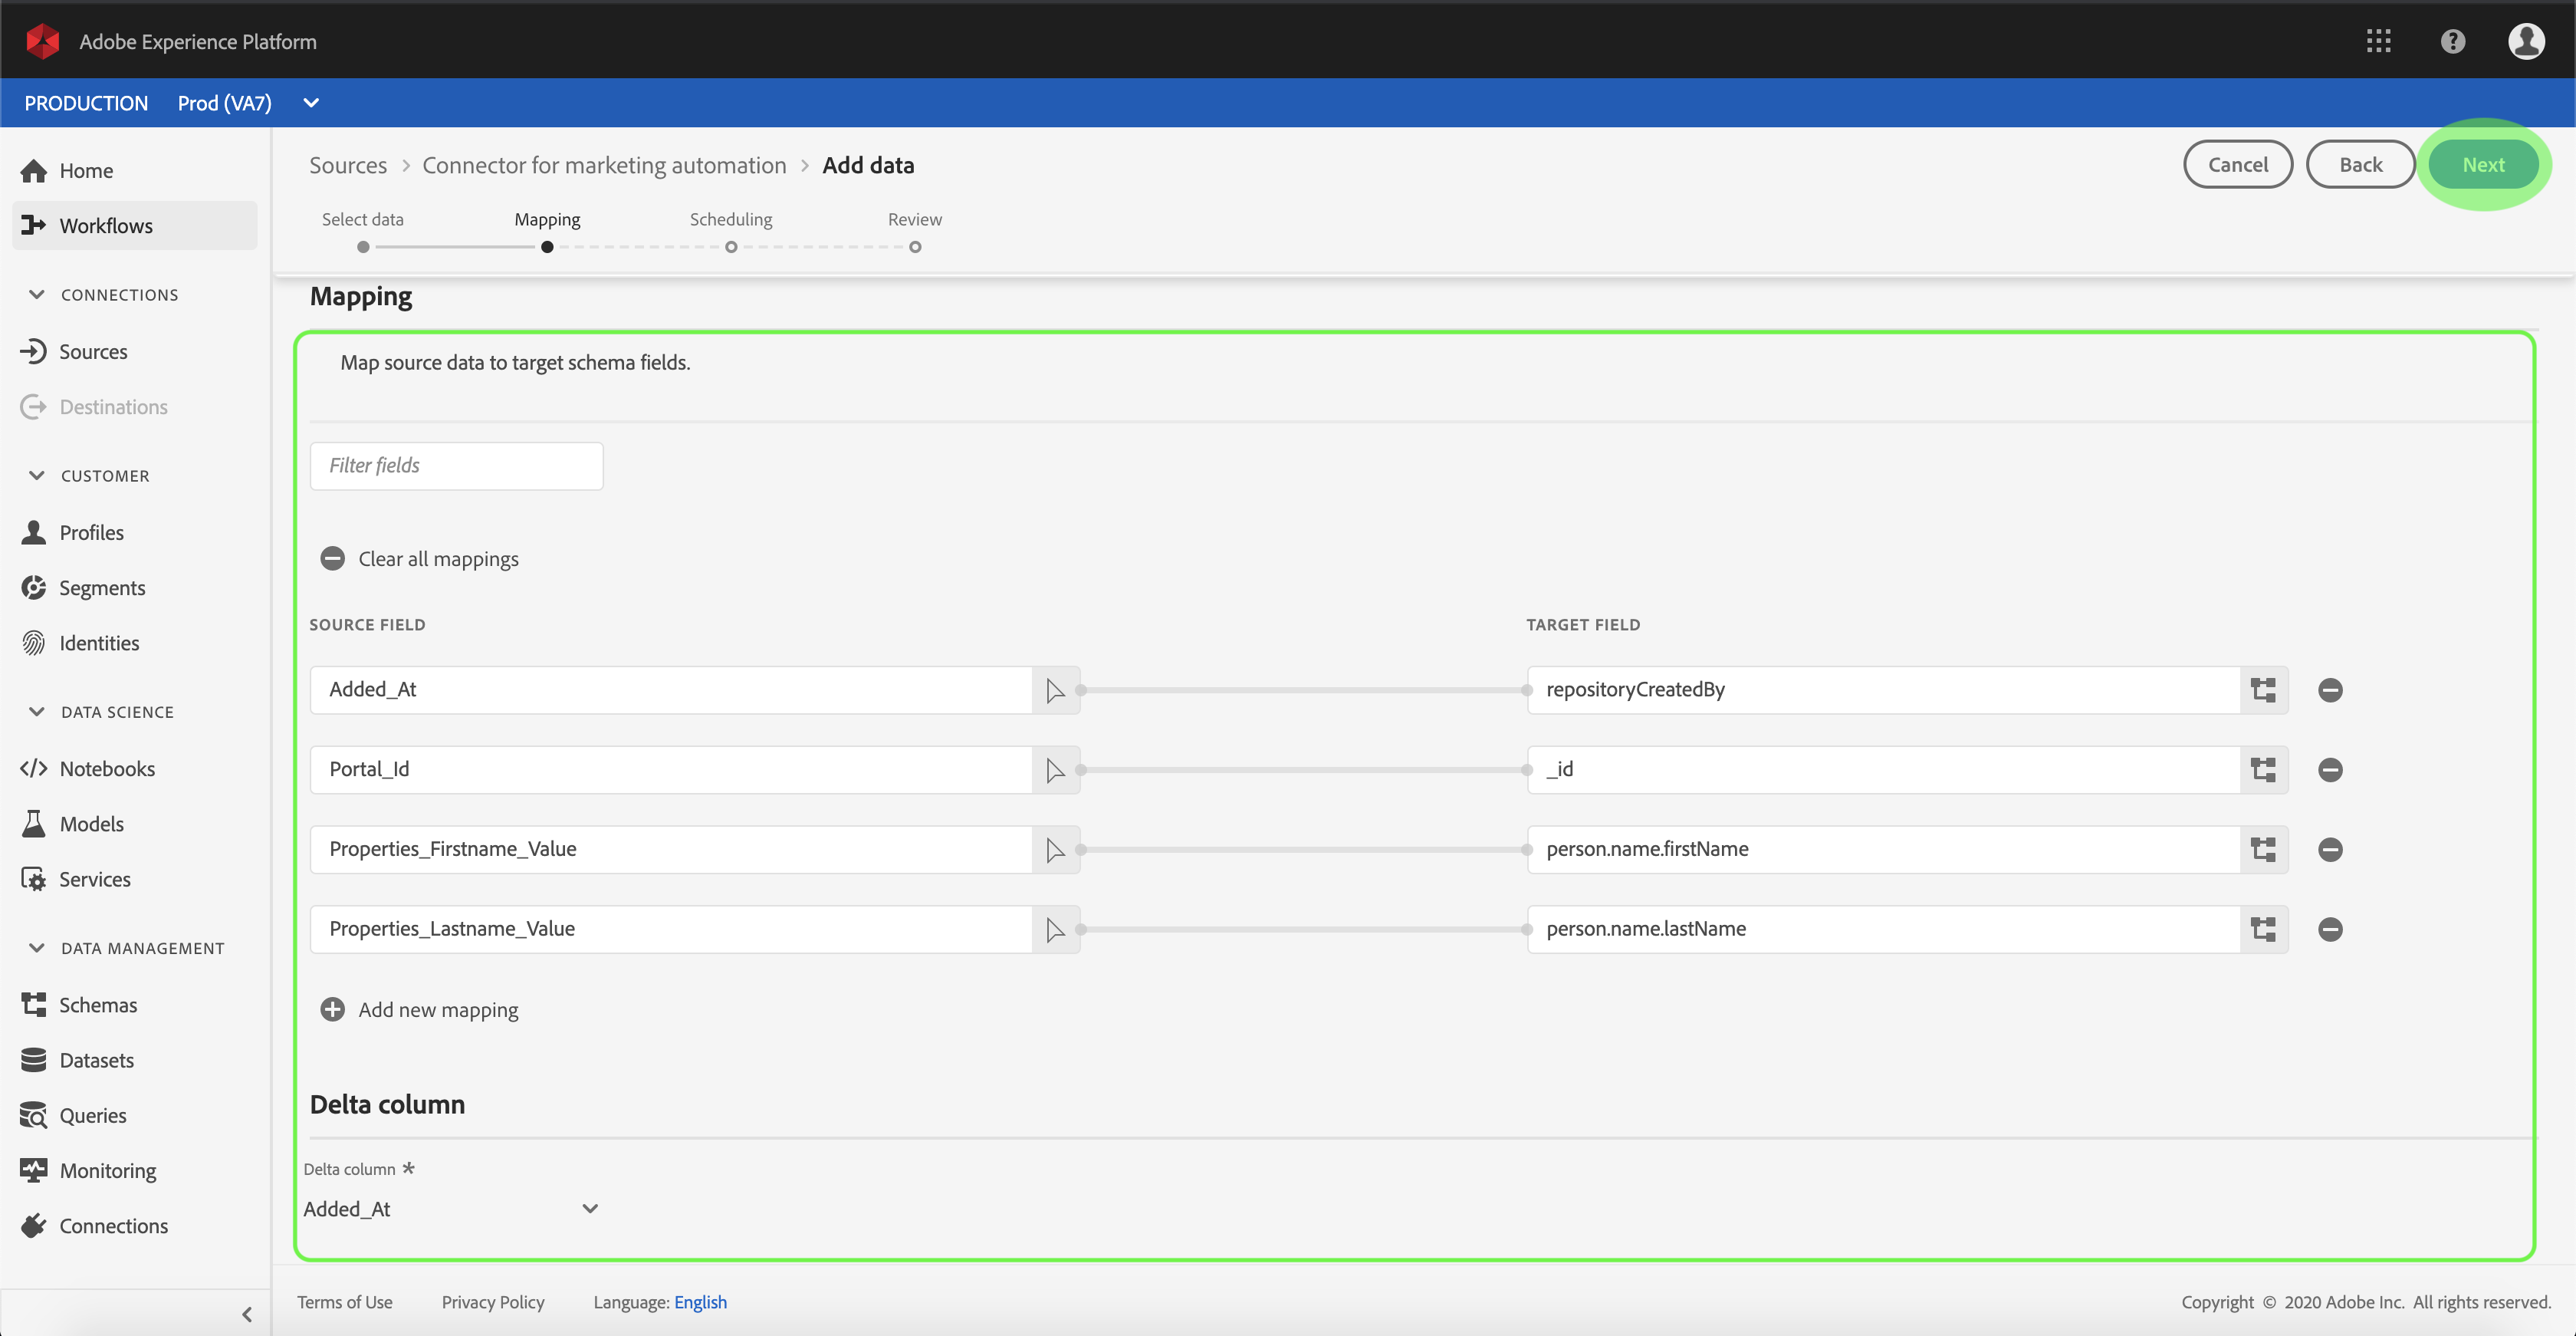 Adobe Experience Platform
PRODUCTION Prod (VA7)
Home
Workflows
CONNECTIONS
Sources
Destinations
CUSTOMER
Profiles
Segments
Identities
DATA SCIENCE
Notebooks
Models
Services
DATA MANAGEMENT
Schemas
Datasets
Queries
Monitoring
Connections
Sources > Connector for marketing automation > Add data
Cancel Back Next
Select data Mapping Scheduling Review
Mapping
Map source data to target schema fields.
Filter fields
Clear all mappings
SOURCE FIELD TARGET FIELD
Added_At repositoryCreatedBy
Portal_Id _id
Properties_Firstname_Value person.name.firstName
Properties_Lastname_Value person.name.lastName
Add new mapping
Delta column
Delta column *
Added_At
Terms of Use Privacy Policy Language: English Copyright © 2020 Adobe Inc. All rights reserved.